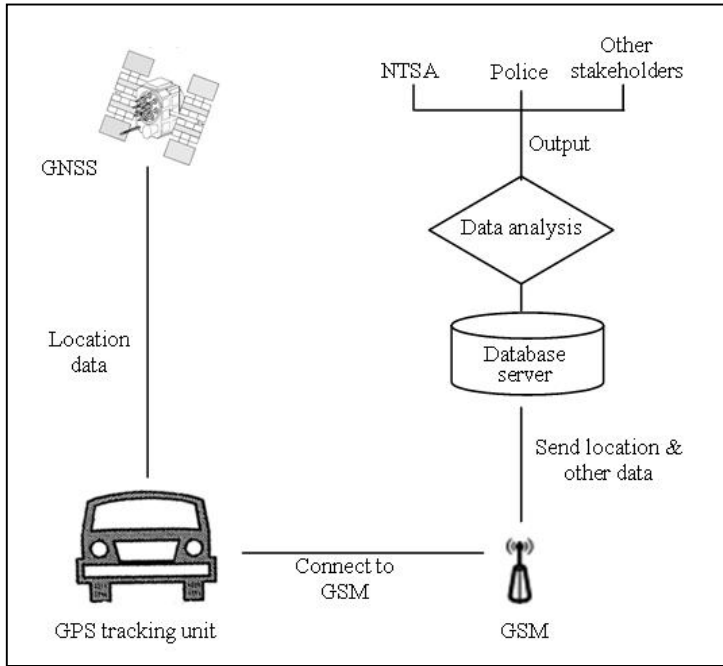 GNSS
Location
data
GPS tracking unit
Connect to
GSM
GSM
Send location &
other data
Database
server
Data analysis
Output
NTSA
Police
Other
stakeholders